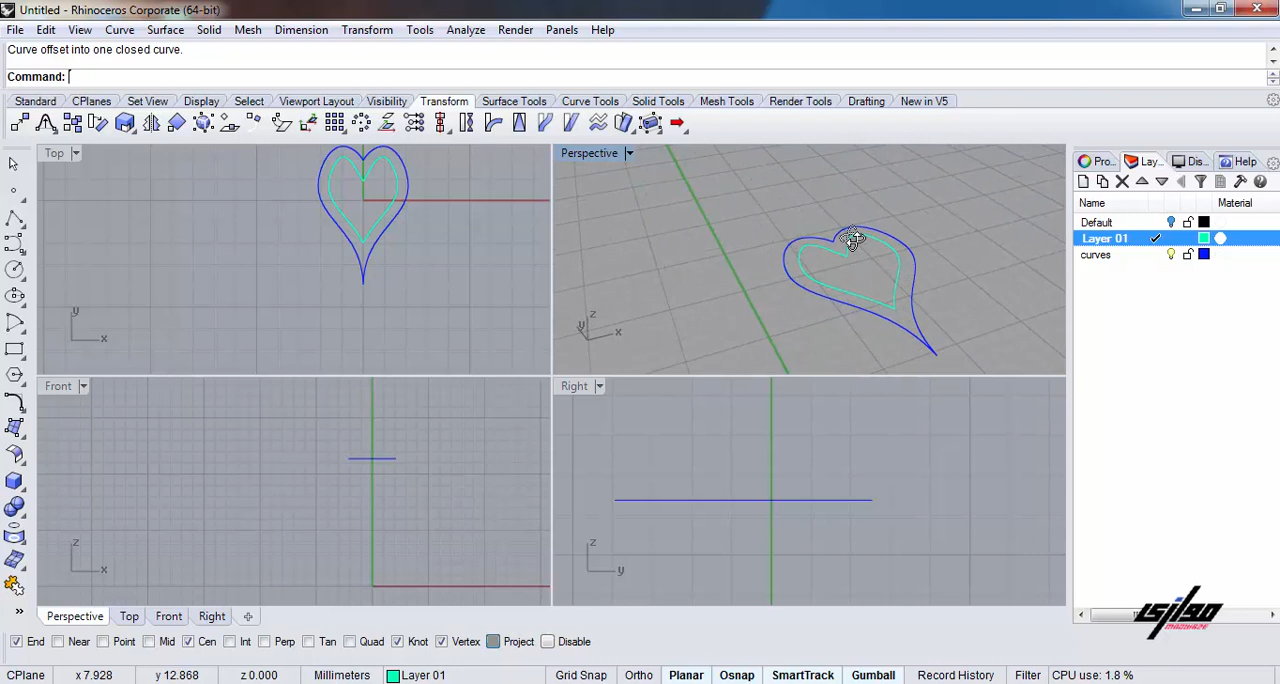 Untitled - Rhinoceros Corporate (64-bit)
File Edit View Curve Surface Solid Mesh Dimension Transform Tools Analyze Render Panels Help
Curve offset into one closed curve.
Command:
Standard CPlanes Set View Display Select Viewport Layout Visibility Transform Surface Tools Curve Tools Solid Tools Mesh Tools Render Tools Drafting New in V5
Top
Perspective
Pro... Lay... Dis... Help
Name Material
Default
Layer 01
curves
y
x
z
y
x
Front
Right
z
x
z
y
Perspective Top Front Right
موازی
End Near Point Mid Cen Int Perp Tan Quad Knot Vertex Project Disable
CPlane x 7.928 y 12.868 z 0.000 Millimeters Layer 01 Grid Snap Ortho Planar Osnap SmartTrack Gumball Record History Filter CPU use: 1.8 %